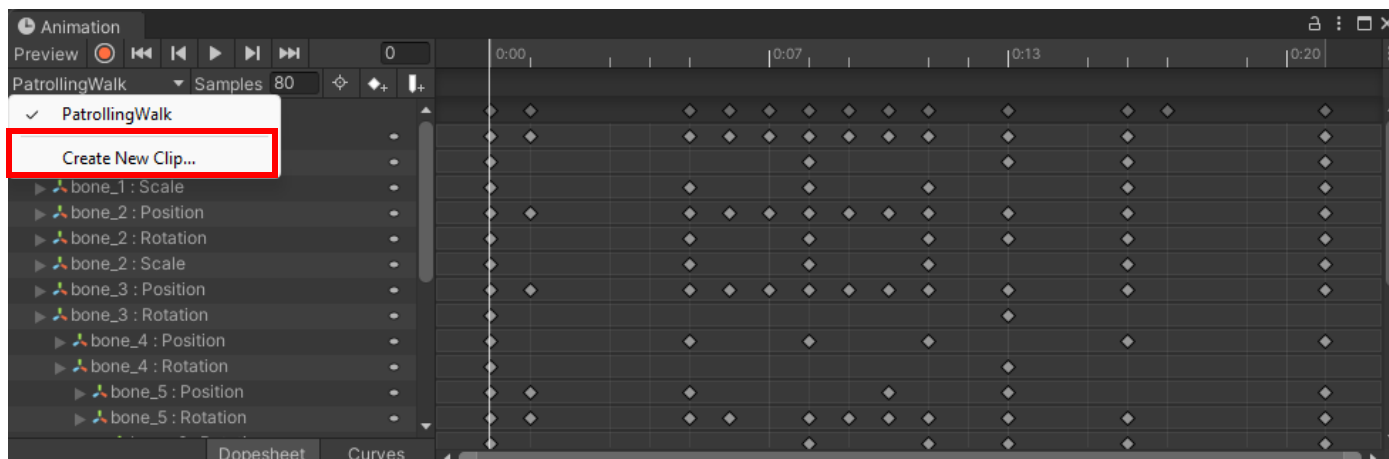 Animation
Preview 0 0:00 0:07 0:13 0:20
PatrollingWalk Samples 80
PatrollingWalk
Create New Clip...
bone_1 : Scale
bone_2 : Position
bone_2 : Rotation
bone_2 : Scale
bone_3 : Position
bone_3 : Rotation
bone_4 : Position
bone_4 : Rotation
bone_5 : Position
bone_5 : Rotation
Dopesheet Curves